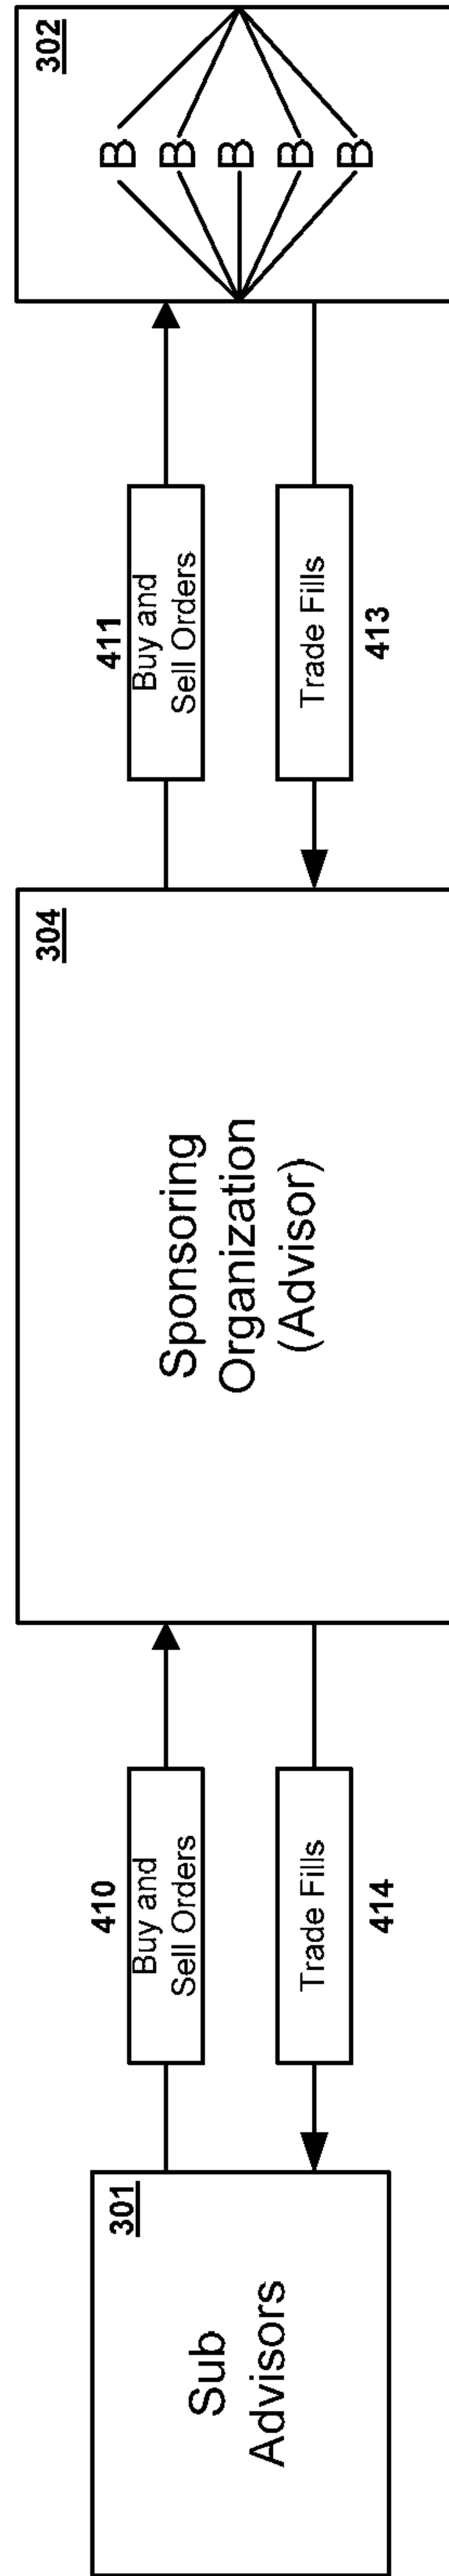 301
Sub
Advisors
410
Buy and
Sell Orders
Trade Fills
414
304
Sponsoring
Organization
(Advisor)
411
Buy and
Sell Orders
Trade Fills
413
302
B
B
B
B
B